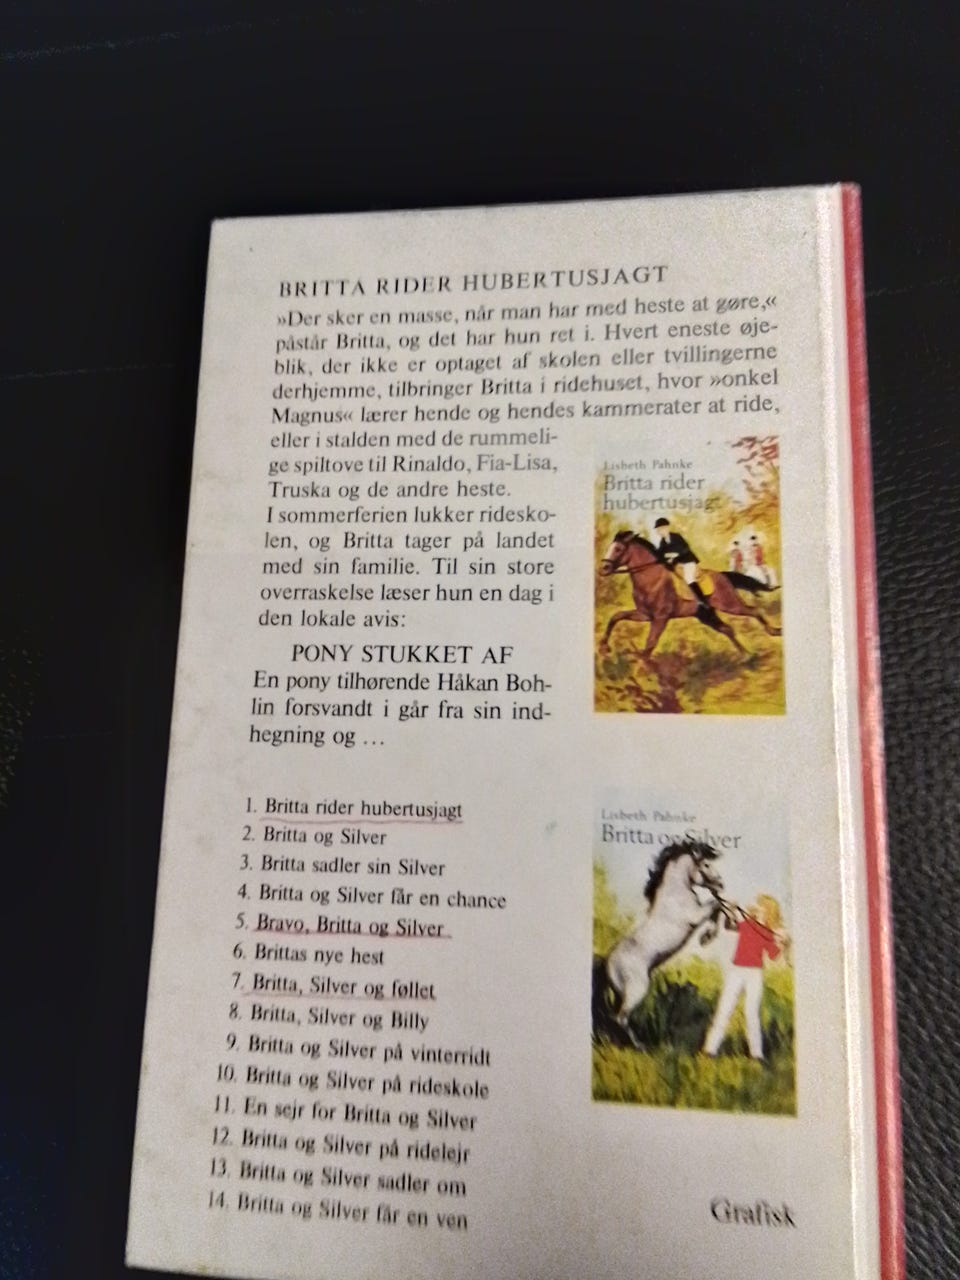 BRITTA RIDER HUBERTUSJAGT
»Der sker en masse, når man har med heste at gøre,«
påstår Britta, og det har hun ret i. Hvert eneste øje-
blik, der ikke er optaget af skolen eller tvillingerne
derhjemme, tilbringer Britta i ridehuset, hvor »onkel
Magnus« lærer hende og hendes kammerater at ride,
eller i stalden med de rummeli-
ge spiltove til Rinaldo, Fia-Lisa,
Truska og de andre heste.
I sommerferien lukker ridesko-
len, og Britta tager på landet
med sin familie. Til sin store
overraskelse læser hun en dag i
den lokale avis:
PONY STUKKET AF
En pony tilhørende Håkan Boh-
lin forsvandt i går fra sin ind-
hegning og ...
Lisbeth Pahnke
Britta rider
hubertusjagt
1. Britta rider hubertusjagt
2. Britta og Silver
3. Britta sadler sin Silver
4. Britta og Silver får en chance
5. Bravo, Britta og Silver
6. Brittas nye hest
7. Britta, Silver og føllet
8. Britta, Silver og Billy
9. Britta og Silver på vinterridt
10. Britta og Silver på rideskole
11. En sejr for Britta og Silver
12. Britta og Silver på ridelejr
13. Britta og Silver sadler om
14. Britta og Silver får en ven
Lisbeth Pahnke
Britta og Silver
Grafisk